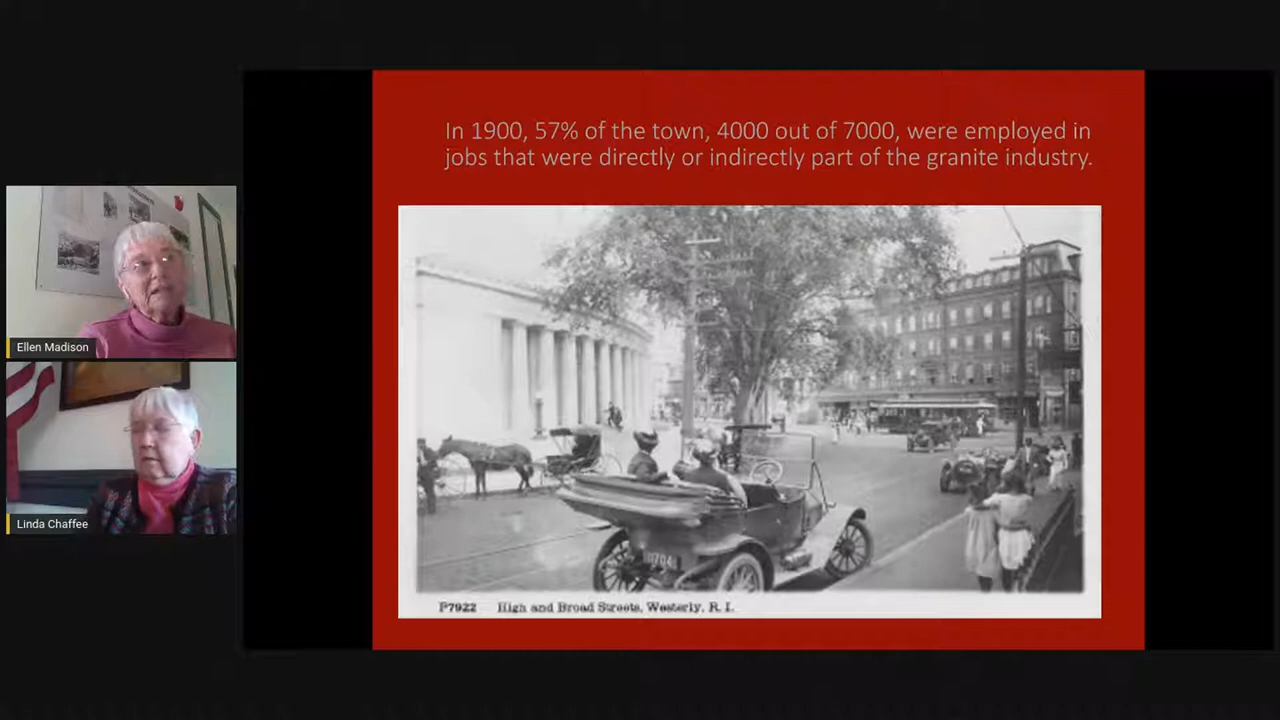 In 1900, 57% of the town, 4000 out of 7000, were employed in
jobs that were directly or indirectly part of the granite industry.
Ellen Madison
Linda Chaffee
P7922 High and Broad Streets, Westerly, R. I.